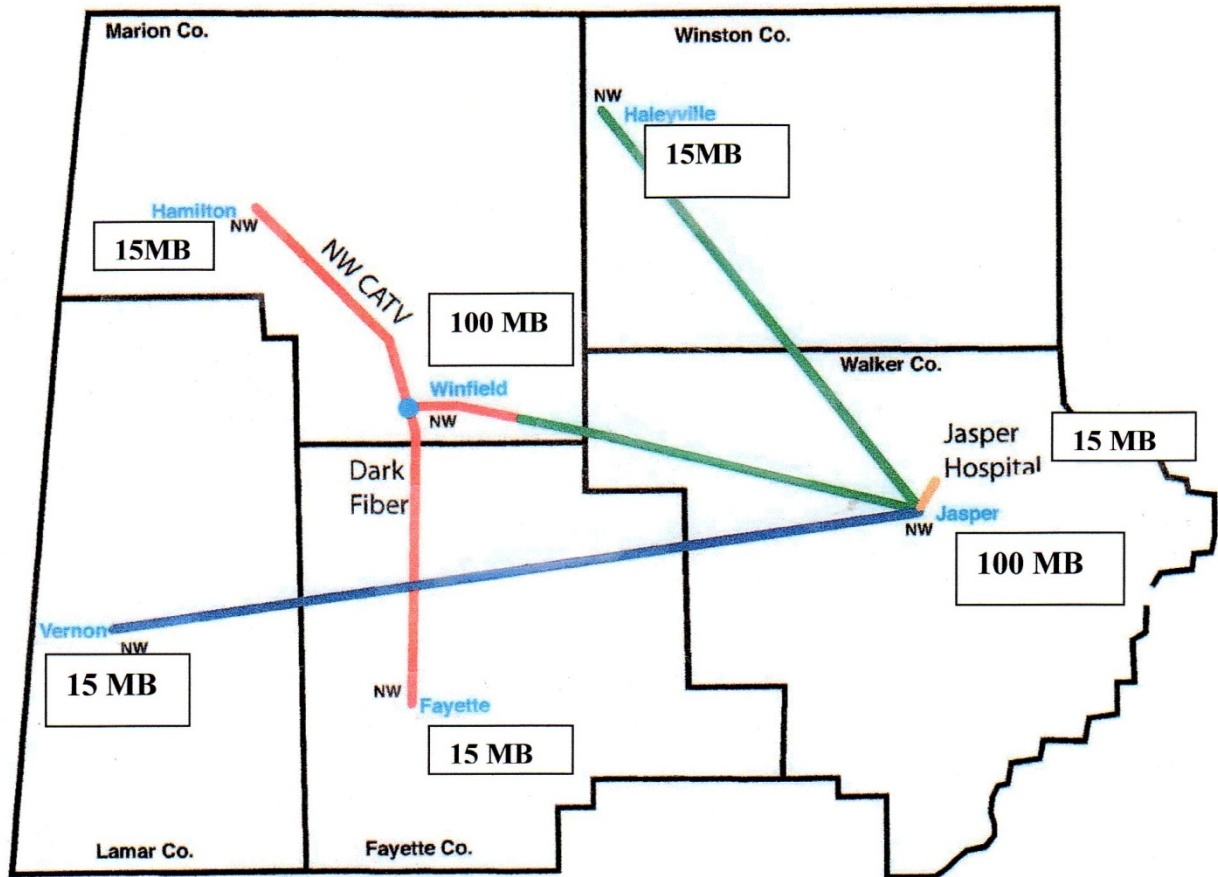 Marion Co.
Winston Co.
NW
Haleyville
15MB
Hamilton
NW
15MB
NW CATV
100 MB
Winfield
NW
Walker Co.
Jasper
Hospital
15 MB
Jasper
NW
100 MB
Dark
Fiber
Vernon
NW
15 MB
NW
Fayette
15 MB
Lamar Co.
Fayette Co.